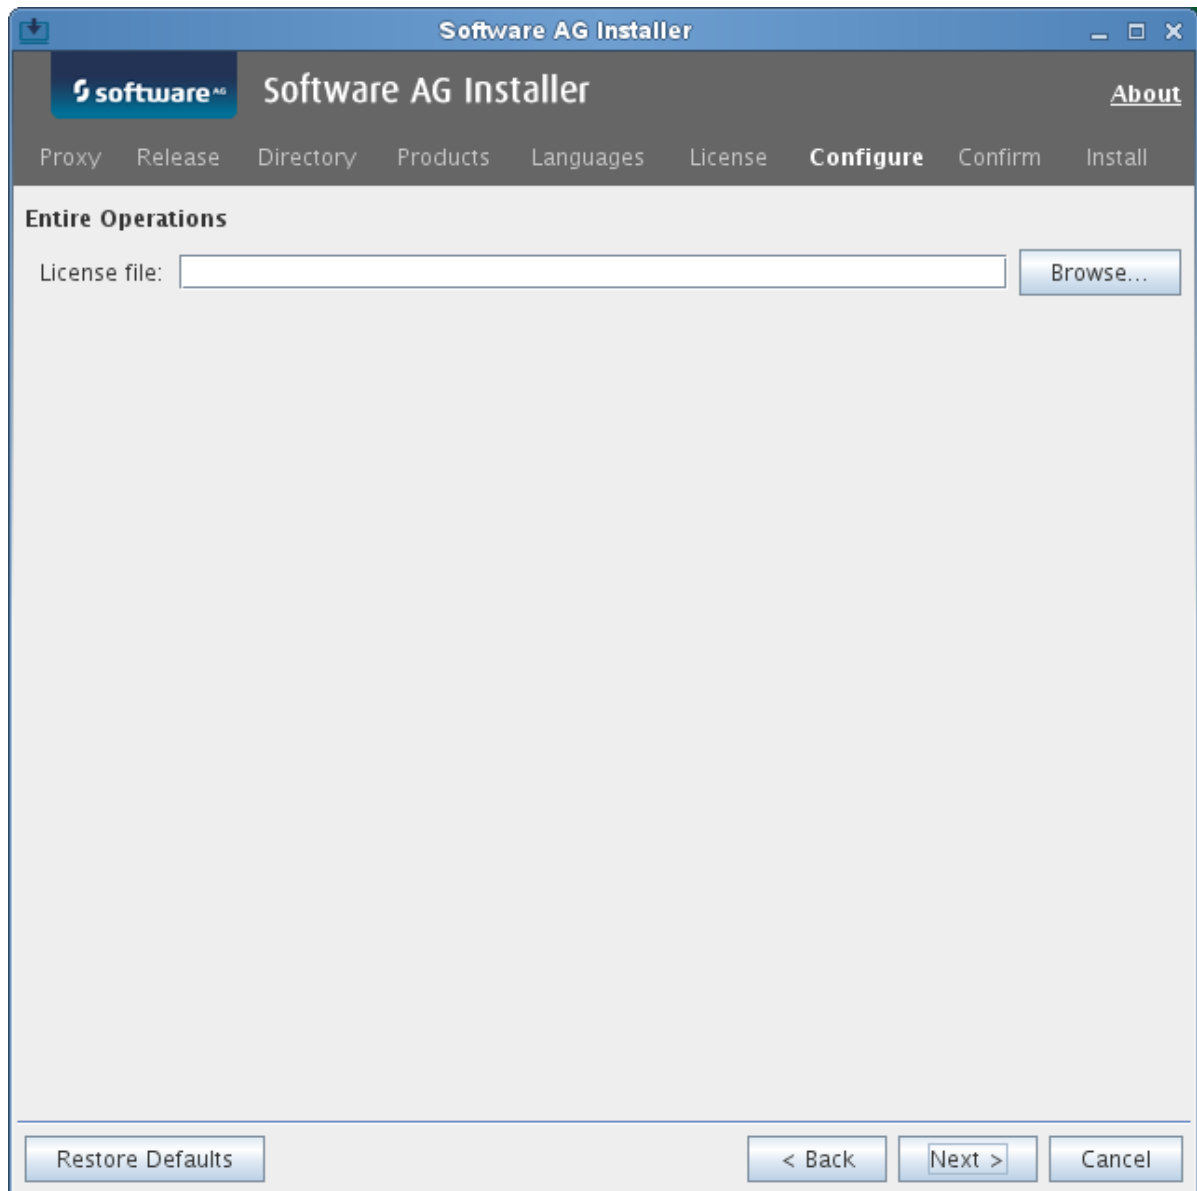 Software AG Installer
software AG Software AG Installer About
Proxy Release Directory Products Languages License Configure Confirm Install
Entire Operations
License file: Browse...
Restore Defaults < Back Next > Cancel